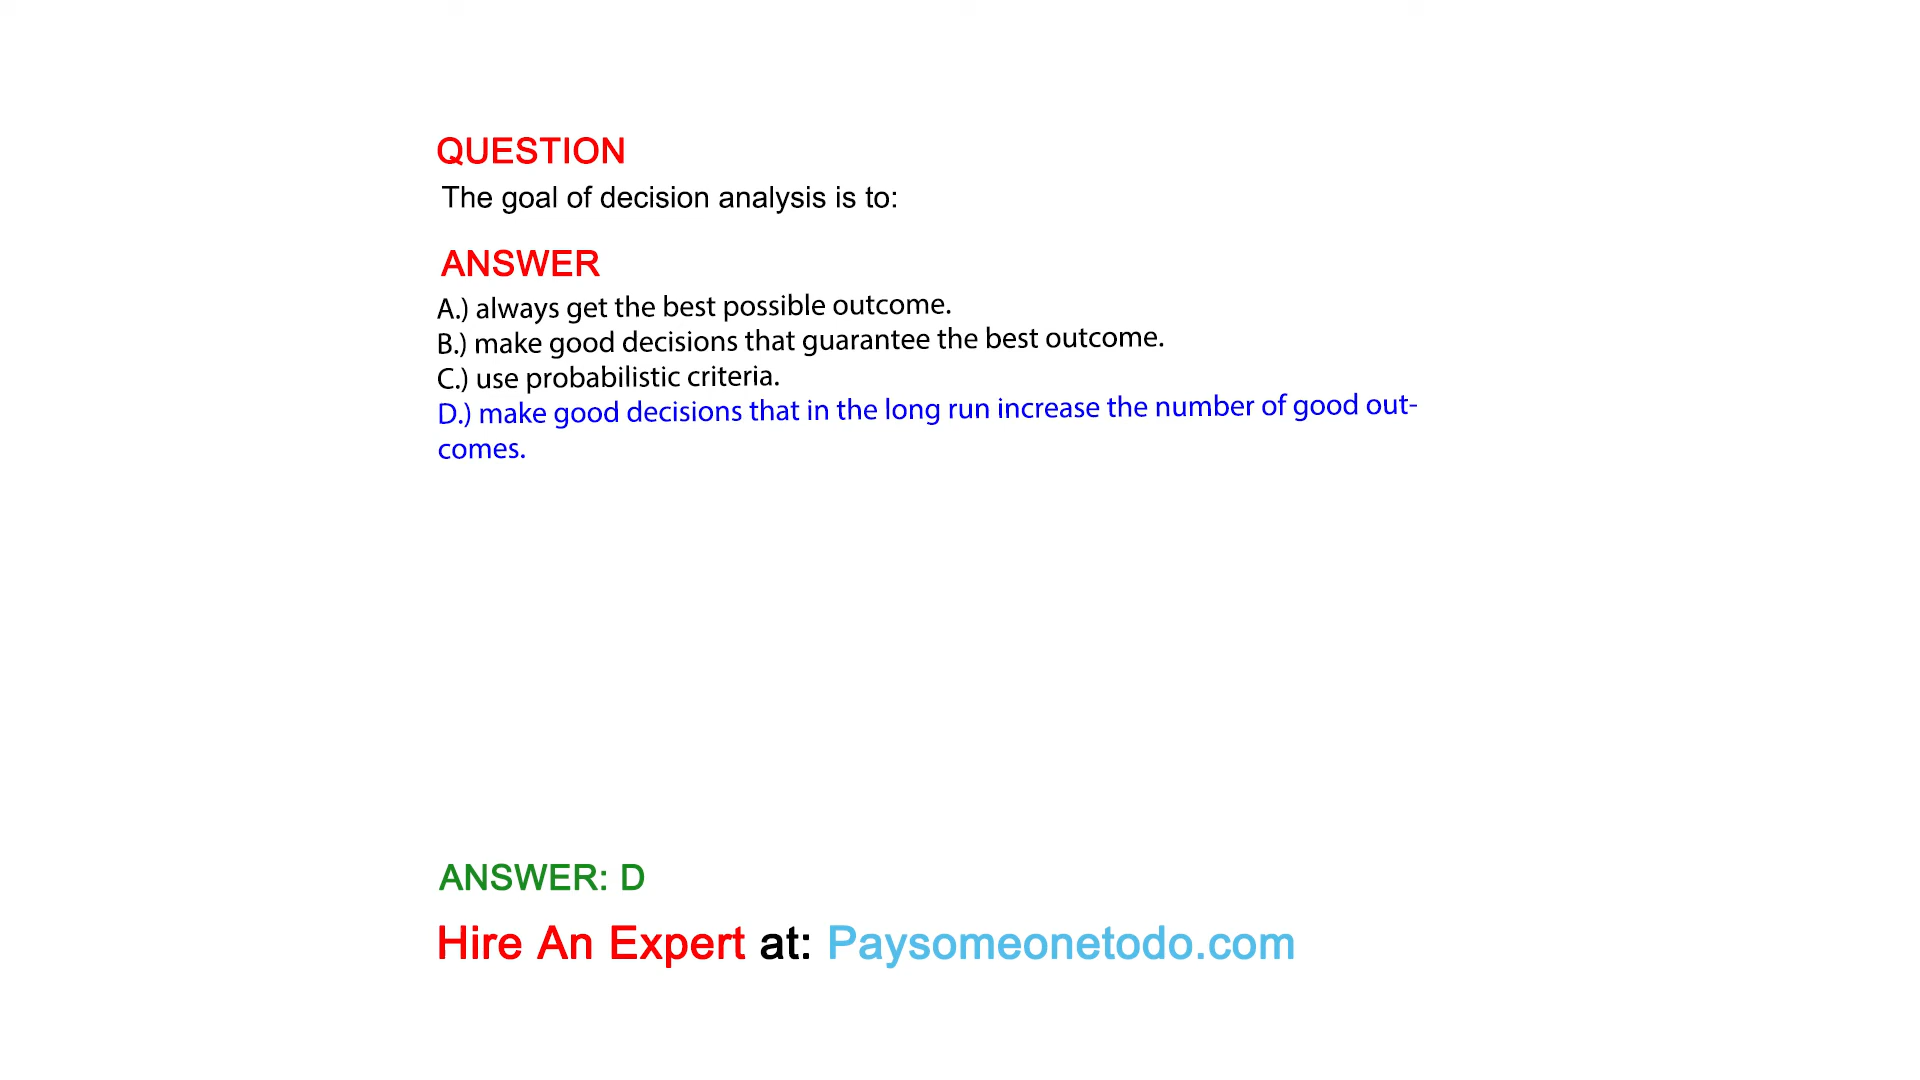 QUESTION
The goal of decision analysis is to:
ANSWER
A.) always get the best possible outcome.
B.) make good decisions that guarantee the best outcome.
C.) use probabilistic criteria.
D.) make good decisions that in the long run increase the number of good out-
comes.
ANSWER: D
Hire An Expert at: Paysomeonetodo.com